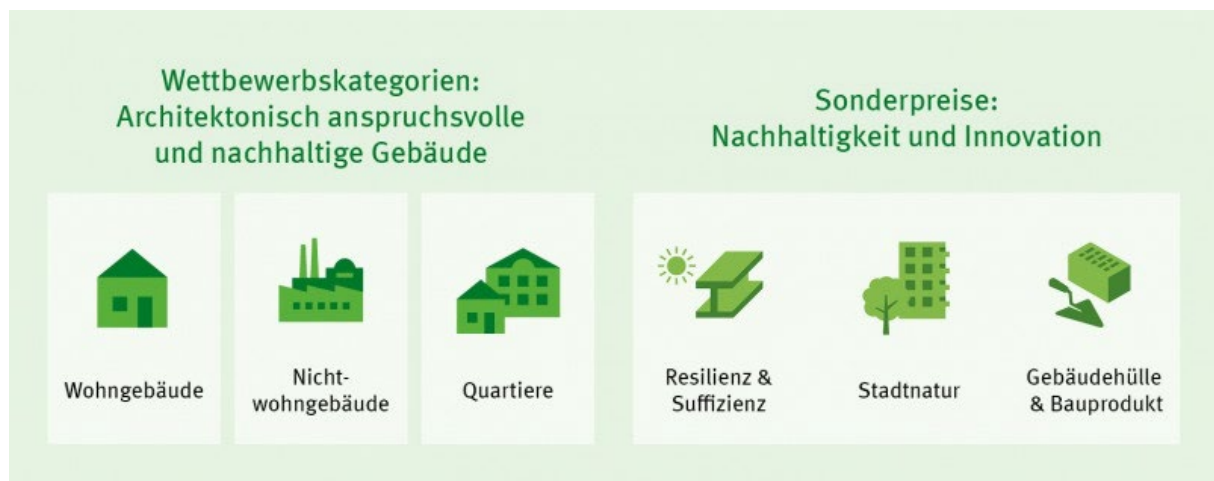 Wettbewerbskategorien:
Architektonisch anspruchsvolle
und nachhaltige Gebäude
Wohngebäude
Nicht-
wohngebäude
Quartiere
Sonderpreise:
Nachhaltigkeit und Innovation
Resilienz &
Suffizienz
Stadtnatur
Gebäudehülle
& Bauprodukt